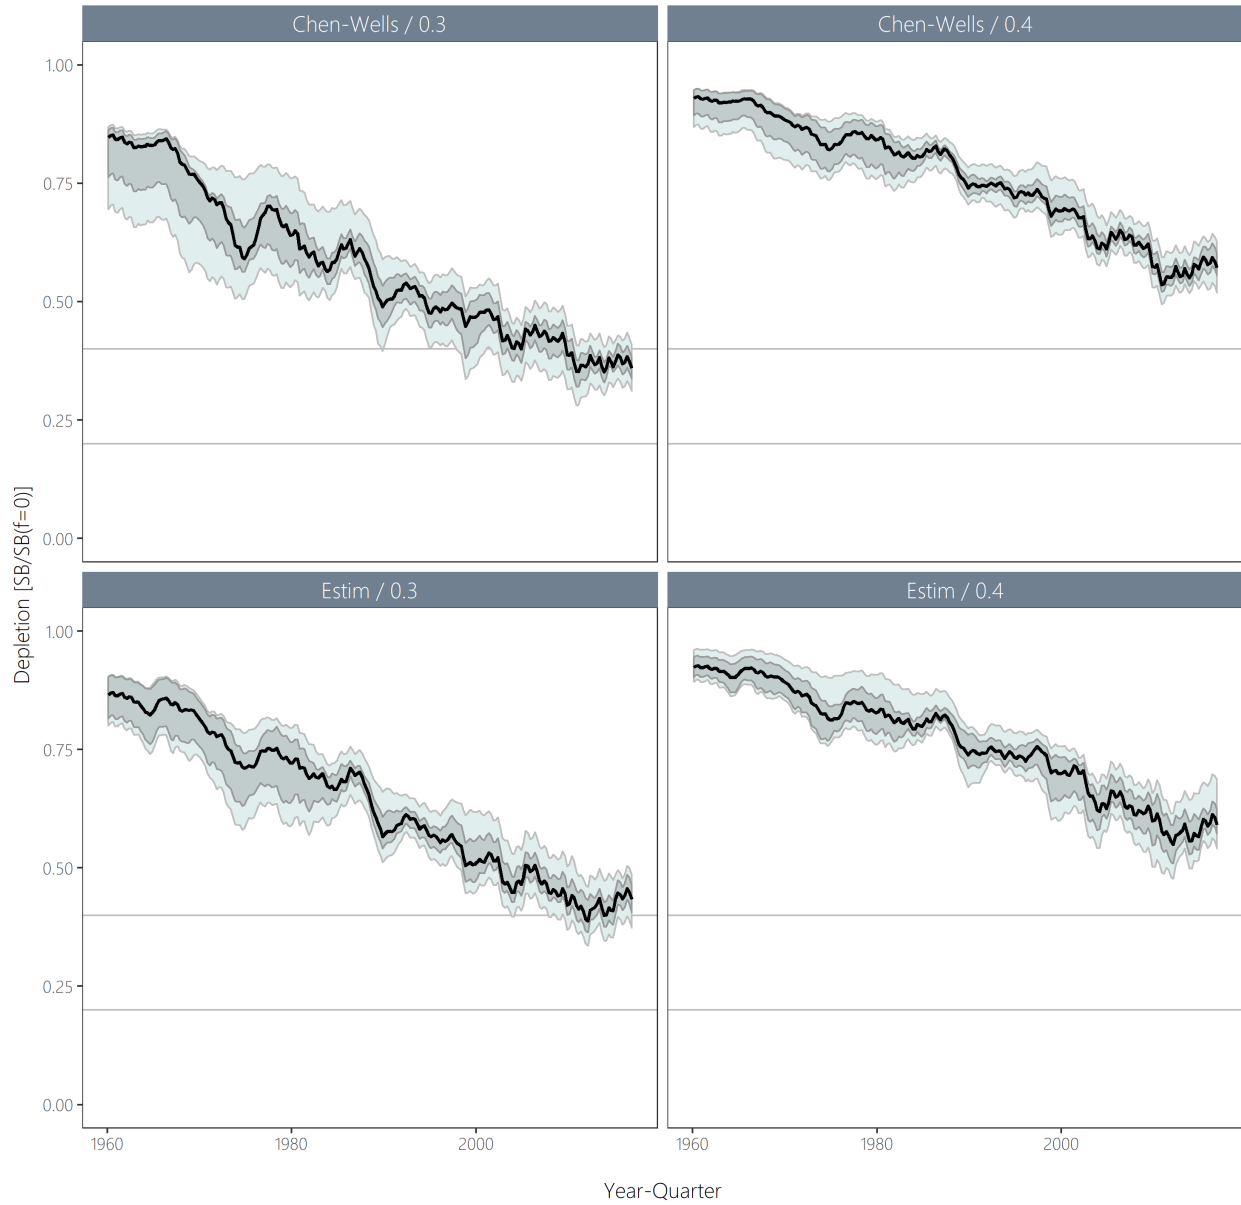 Chen-Wells / 0.3
Chen-Wells / 0.4
1.00
0.75
0.50
0.25
0.00
Depletion [SB/SB(f=0)]
Estim / 0.3
Estim / 0.4
1.00
0.75
0.50
0.25
0.00
1960
1980
2000
1960
1980
2000
Year-Quarter